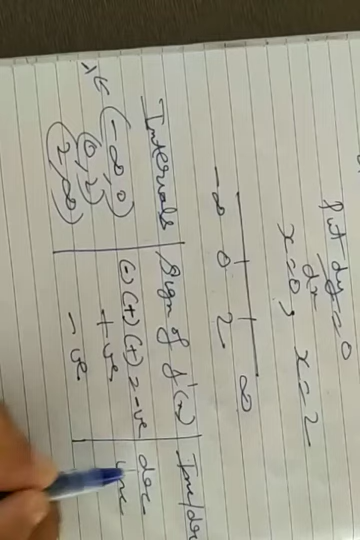 Put dy/dx = 0
x = 0, x = 2
-∞ 0 2 ∞
Intervals Sign of f'(x) Inc/dec
x∈ (-∞, 0) (-)(+)(+) = -ve dec
(0, 2) +ve inc
(2, ∞) -ve